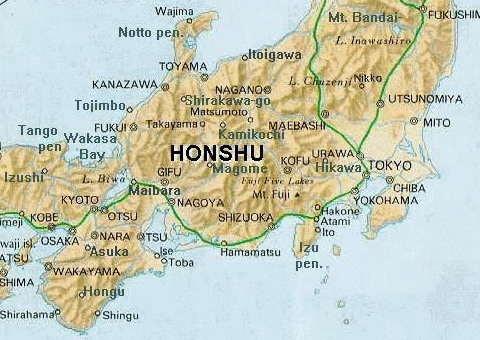 Wajima
Mt. Bandai-
FUKUSHIM
Notto pen.
L. Inawashiro
Itoigawa
TOYAMA
L. Chuzenji
Nikko
KANAZAWA
NAGANO
Shirakawa-go
UTSUNOMIYA
Tojimbo
Matsumoto
MITO
Takayama
MAEBASHI
FUKUI
Kamikochi
Tango
pen
Wakasa
Bay
HONSHU
URAWA
TOKYO
Izushi
L. Biwa
GIFU
Magome
KOFU
Hikawa
Fuji Five Lakes
CHIBA
Maibara
Mt. Fuji
YOKOHAMA
KYOTO
NAGOYA
Hakone
imeji
KOBE
OTSU
SHIZUOKA
Atami
OSAKA
NARA
TSU
Ito
waji isl.
Asuka
Ise
Hamamatsu
Izu
pen.
ATSU
WAKAYAMA
Toba
SHIMA
Hongu
Shirahama
Shingu